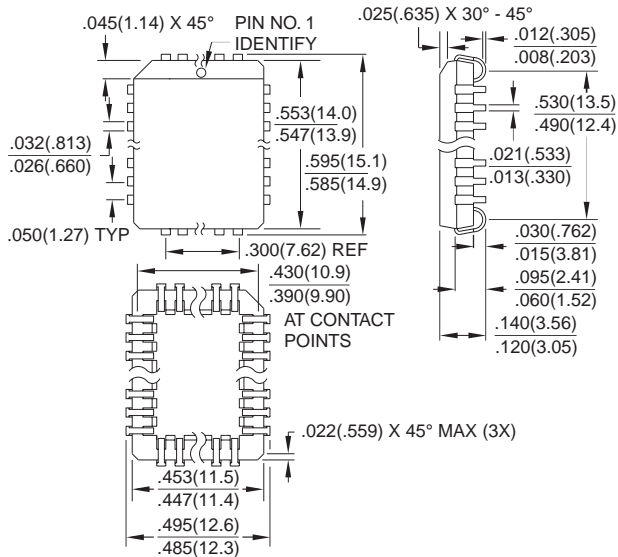 .045(1.14) X 45°
PIN NO. 1
IDENTIFY
.025(.635) X 30° - 45°
.012(.305)
.008(.203)
.553(14.0)
.547(13.9)
.530(13.5)
.490(12.4)
.032(.813)
.026(.660)
.595(15.1)
.585(14.9)
.021(.533)
.013(.330)
.050(1.27) TYP
.300(7.62) REF
.030(.762)
.015(3.81)
.430(10.9)
.390(9.90)
AT CONTACT
POINTS
.095(2.41)
.060(1.52)
.140(3.56)
.120(3.05)
.022(.559) X 45° MAX (3X)
.453(11.5)
.447(11.4)
.495(12.6)
.485(12.3)